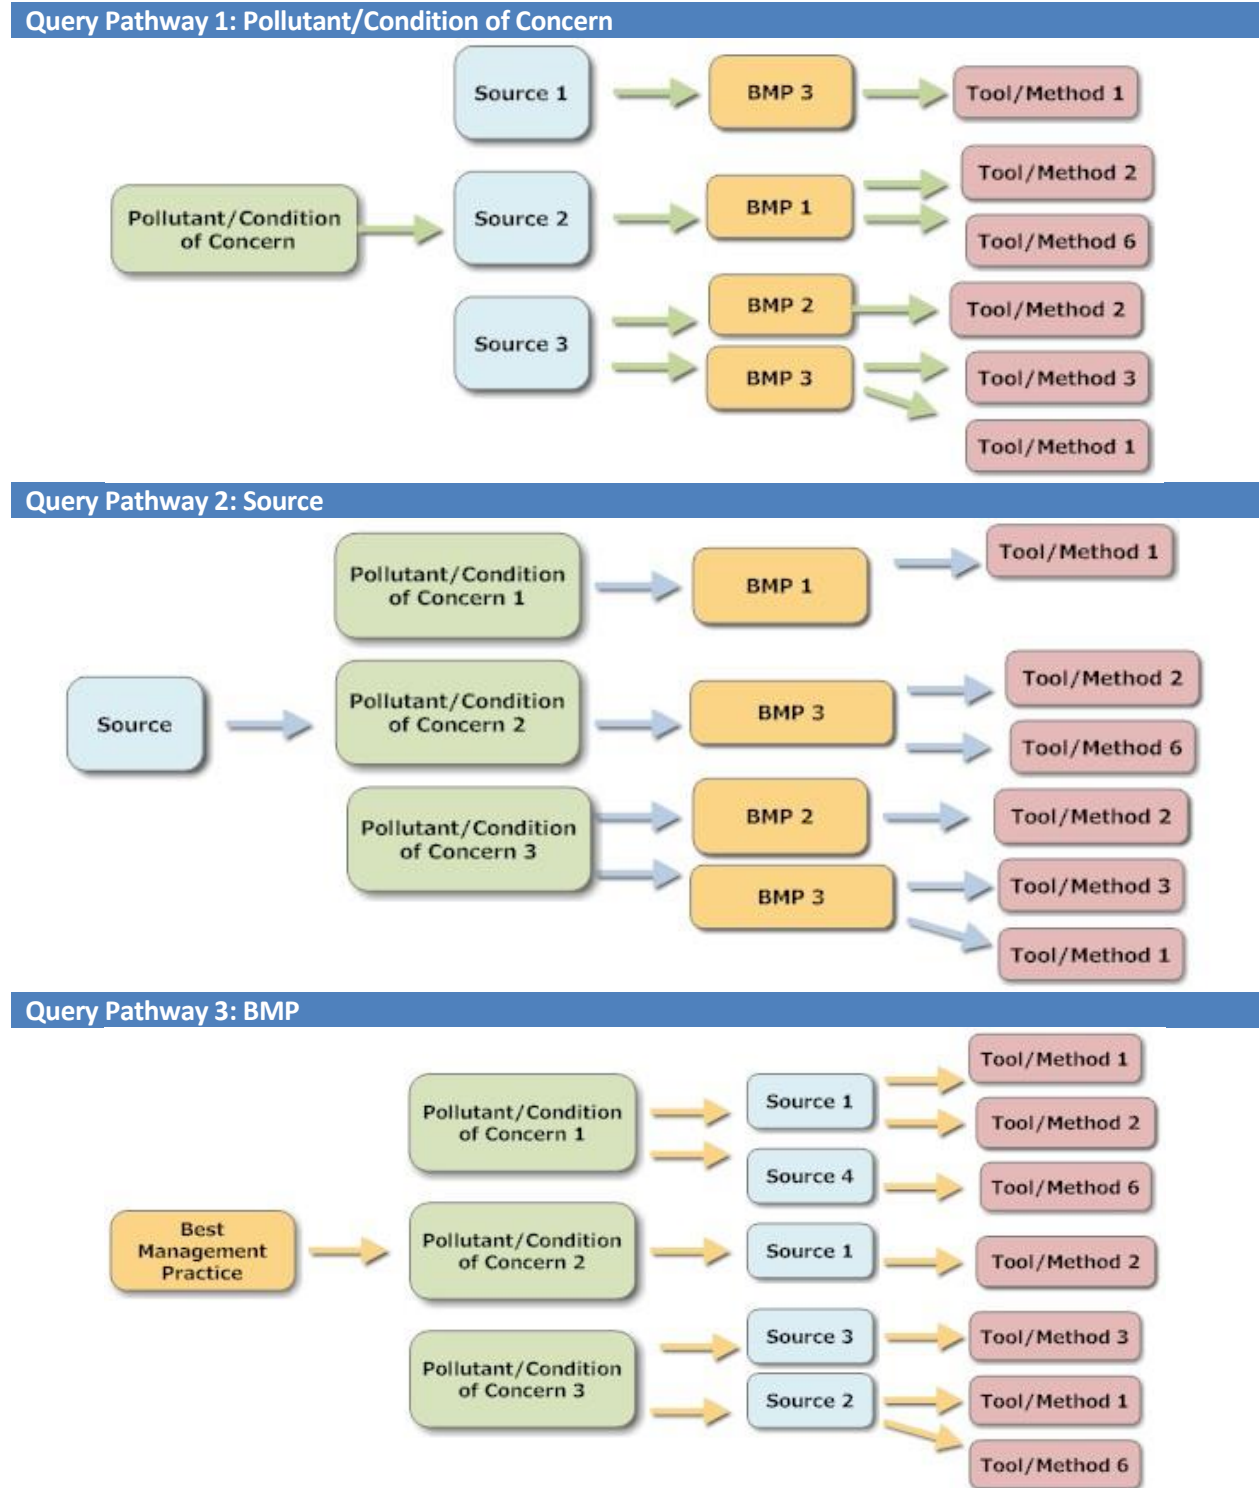 Query Pathway 1: Pollutant/Condition of Concern
Source 1
BMP 3
Tool/Method 1
Pollutant/Condition
of Concern
Source 2
BMP 1
Tool/Method 2
Tool/Method 6
Source 3
BMP 2
Tool/Method 2
BMP 3
Tool/Method 3
Tool/Method 1
Query Pathway 2: Source
Source
Pollutant/Condition
of Concern 1
BMP 1
Tool/Method 1
Pollutant/Condition
of Concern 2
BMP 3
Tool/Method 2
Tool/Method 6
Pollutant/Condition
of Concern 3
BMP 2
Tool/Method 2
BMP 3
Tool/Method 3
Tool/Method 1
Query Pathway 3: BMP
Best
Management
Practice
Pollutant/Condition
of Concern 1
Source 1
Tool/Method 1
Tool/Method 2
Source 4
Tool/Method 6
Pollutant/Condition
of Concern 2
Source 1
Tool/Method 2
Pollutant/Condition
of Concern 3
Source 3
Tool/Method 3
Source 2
Tool/Method 1
Tool/Method 6